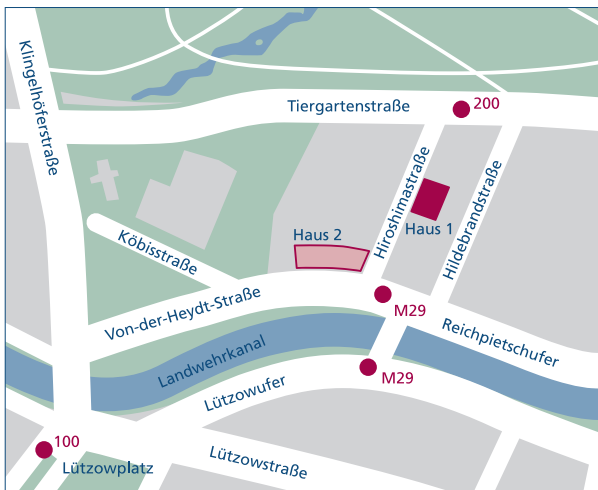 Klingelhöferstraße
Tiergartenstraße
200
Hiroshimastraße
Hildebrandstraße
Haus 1
Haus 2
Köbisstraße
Von-der-Heydt-Straße
M29
Reichpietschufer
Landwehrkanal
M29
Lützowufer
100
Lützowplatz
Lützowstraße